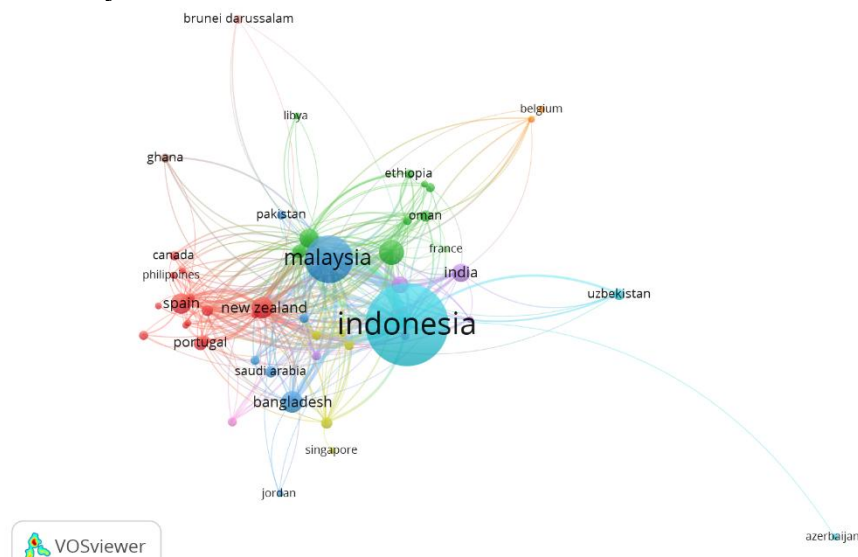 brunei darussalam
belgium
libya
ghana
ethiopia
pakistan
oman
canada
france
malaysia
philippines
india
uzbekistan
spain
new zealand
indonesia
portugal
saudi arabia
bangladesh
singapore
jordan
azerbaijan
VOSviewer